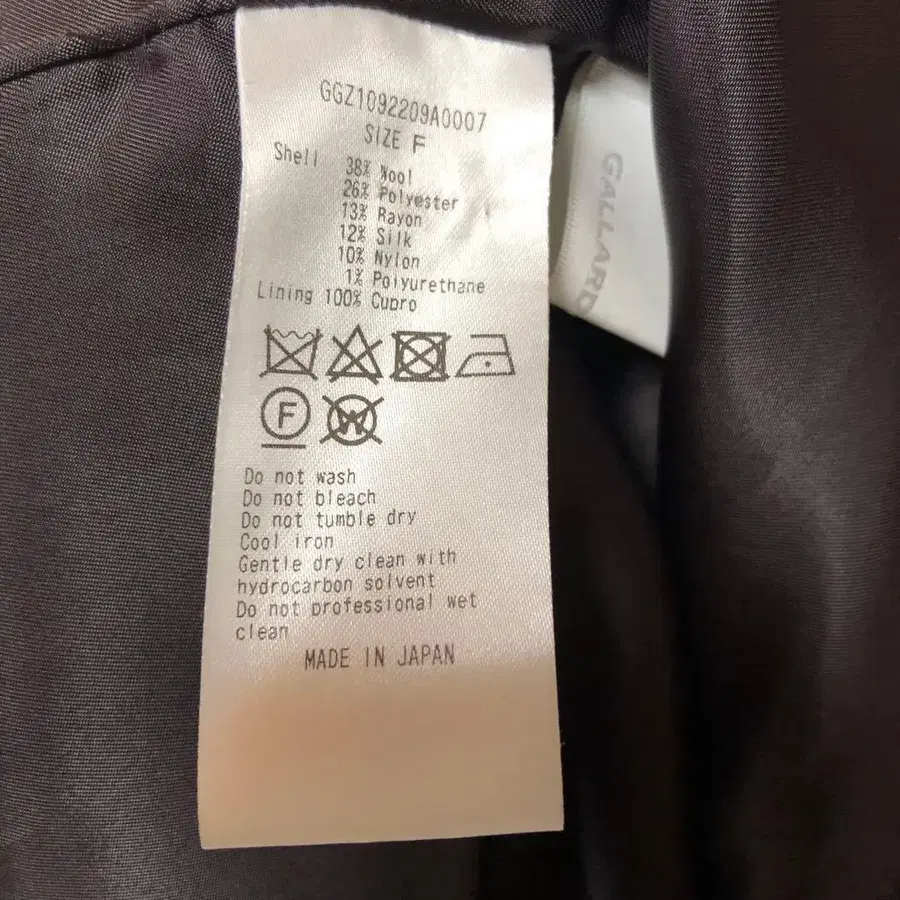 GGZ1092209A0007
SIZE F
Shell 38% Wool
26% Polyester
13% Rayon
12% Silk
10% Nylon
1% Polyurethane
Lining 100% Cupro
F
W
Do not wash
Do not bleach
Do not tumble dry
Cool iron
Gentle dry clean with
hydrocarbon solvent
Do not professional wet
clean
MADE IN JAPAN
GALLARD